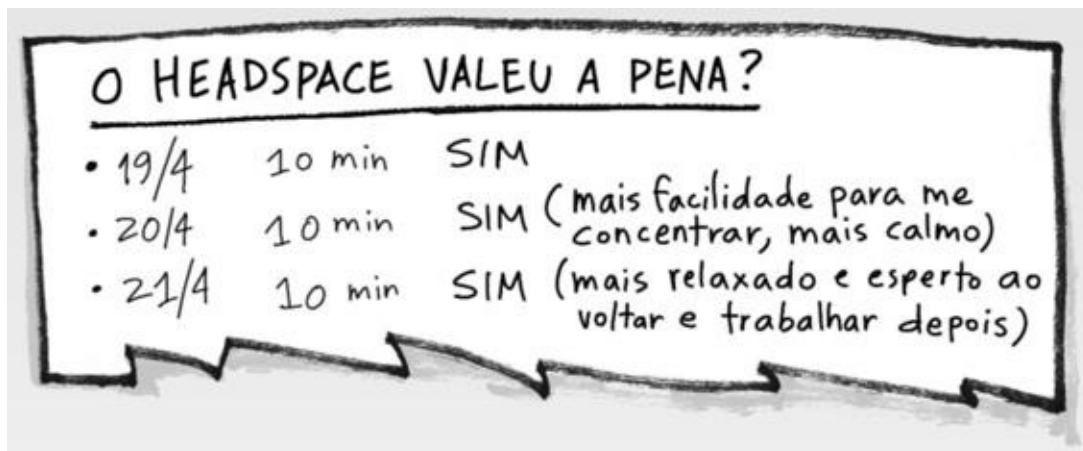 O HEADSPACE VALEU A PENA?
• 19/4 10 min SIM
• 20/4 10 min SIM (mais facilidade para me
concentrar, mais calmo)
• 21/4 10 min SIM (mais relaxado e esperto ao
voltar e trabalhar depois)